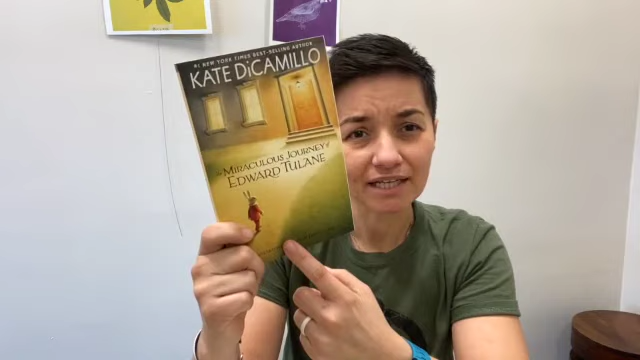 #1 NEW YORK TIMES BEST-SELLING AUTHOR
KATE DiCAMILLO
The MIRACULOUS JOURNEY of
EDWARD TULANE